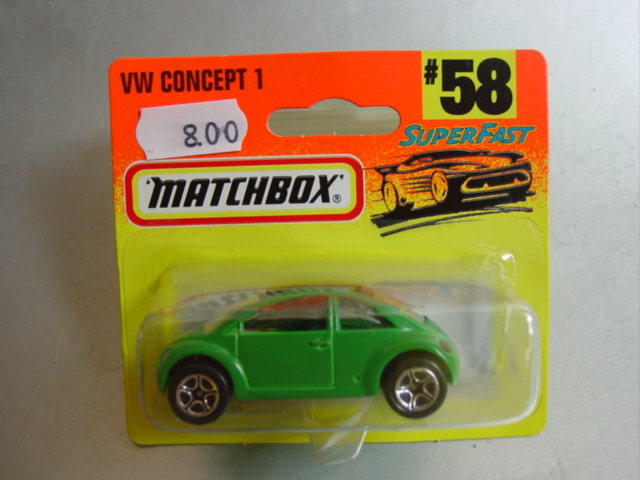 VW CONCEPT 1
#58
8.00
SUPERFAST
"MATCHBOX"®